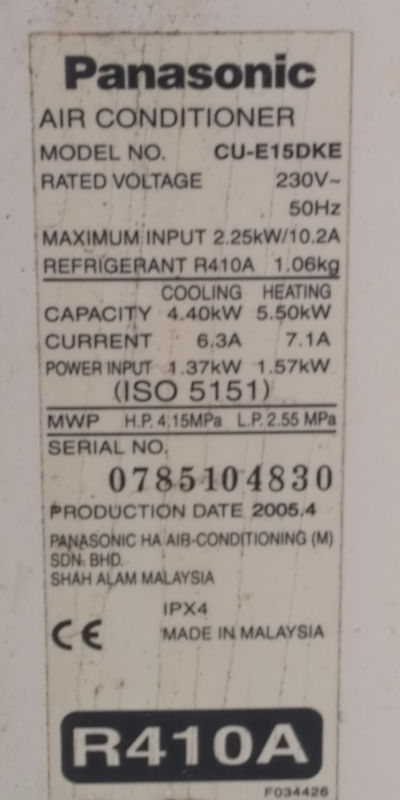 Panasonic
AIR CONDITIONER
MODEL NO. CU-E15DKE
RATED VOLTAGE 230V~
50Hz
MAXIMUM INPUT 2.25kW/10.2A
REFRIGERANT R410A 1.06kg
COOLING HEATING
CAPACITY 4.40kW 5.50kW
CURRENT 6.3A 7.1A
POWER INPUT 1.37kW 1.57kW
(ISO 5151)
MWP H.P. 4.15MPa L.P. 2.55 MPa
SERIAL NO.
0785104830
PRODUCTION DATE 2005.4
PANASONIC HA AIR-CONDITIONING (M)
SDN. BHD.
SHAH ALAM MALAYSIA
IPX4
CE MADE IN MALAYSIA
R410A
F034426